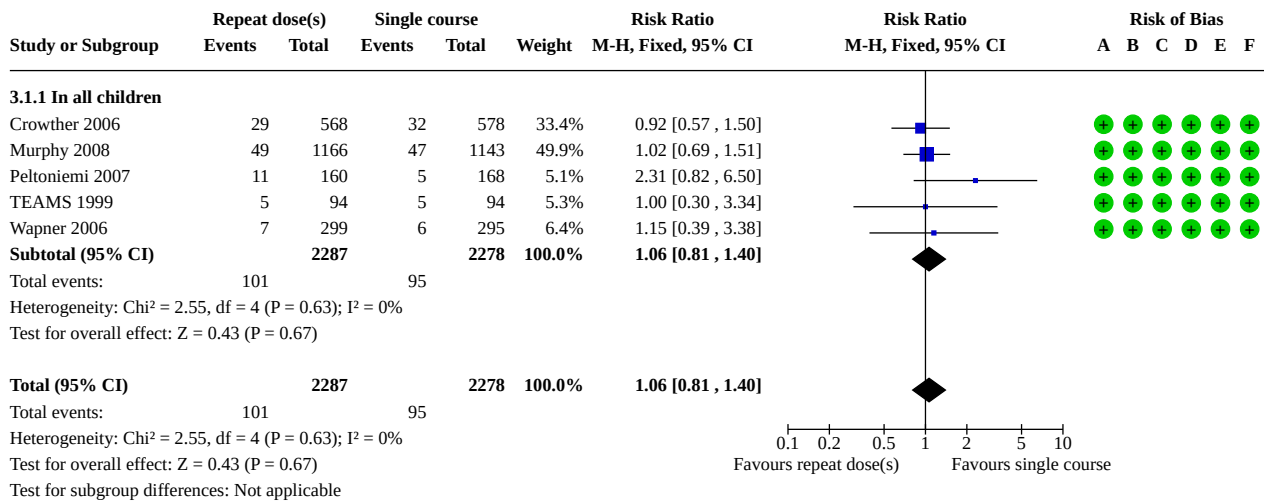 Repeat dose(s) Single course Risk Ratio Risk Ratio Risk of Bias
Study or Subgroup Events Total Events Total Weight M-H, Fixed, 95% CI M-H, Fixed, 95% CI A B C D E F
3.1.1 In all children
Crowther 2006 29 568 32 578 33.4% 0.92 [0.57 , 1.50] + + + + + +
Murphy 2008 49 1166 47 1143 49.9% 1.02 [0.69 , 1.51] + + + + + +
Peltoniemi 2007 11 160 5 168 5.1% 2.31 [0.82 , 6.50] + + + + + +
TEAMS 1999 5 94 5 94 5.3% 1.00 [0.30 , 3.34] + + + + + +
Wapner 2006 7 299 6 295 6.4% 1.15 [0.39 , 3.38] + + + + + +
Subtotal (95% CI) 2287 2278 100.0% 1.06 [0.81 , 1.40]
Total events: 101 95
Heterogeneity: Chi² = 2.55, df = 4 (P = 0.63); I² = 0%
Test for overall effect: Z = 0.43 (P = 0.67)
Total (95% CI) 2287 2278 100.0% 1.06 [0.81 , 1.40]
Total events: 101 95
Heterogeneity: Chi² = 2.55, df = 4 (P = 0.63); I² = 0%
0.1 0.2 0.5 1 2 5 10
Test for overall effect: Z = 0.43 (P = 0.67) Favours repeat dose(s) Favours single course
Test for subgroup differences: Not applicable